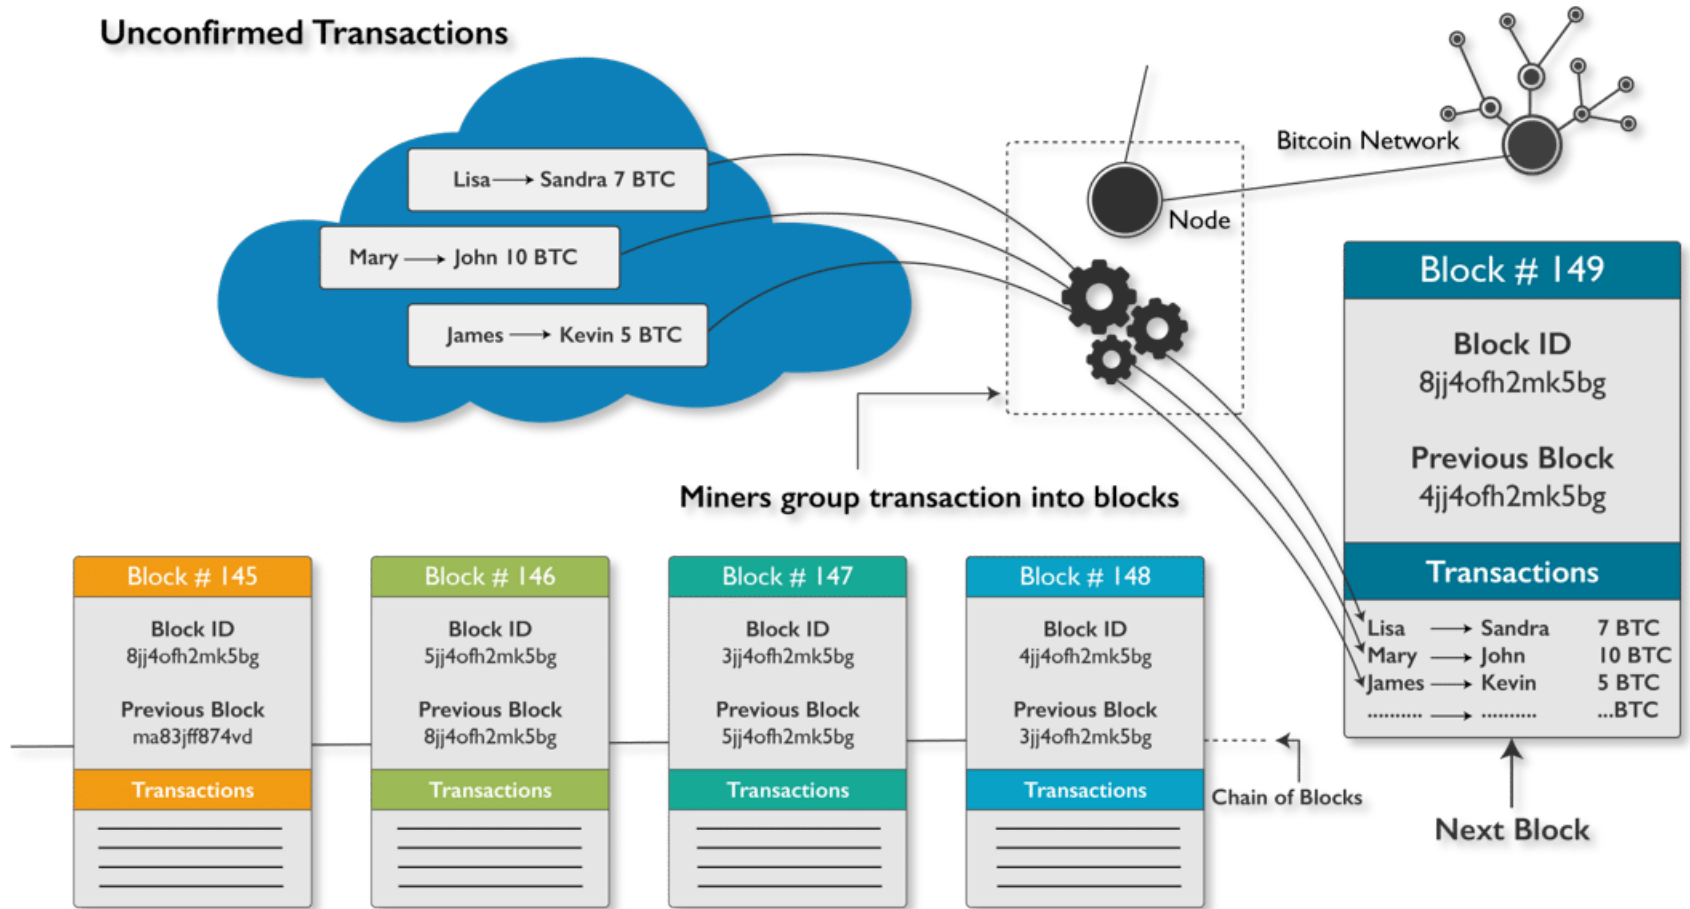 Unconfirmed Transactions
Lisa → Sandra 7 BTC
Mary → John 10 BTC
James → Kevin 5 BTC
Bitcoin Network
Node
Miners group transaction into blocks
Block # 149
Block ID
8jj4ofh2mk5bg
Previous Block
4jj4ofh2mk5bg
Transactions
Lisa → Sandra 7 BTC
Mary → John 10 BTC
James → Kevin 5 BTC
.......... → .......... ...BTC
Next Block
Block # 145
Block ID
8jj4ofh2mk5bg
Previous Block
ma83jff874vd
Transactions
Block # 146
Block ID
5jj4ofh2mk5bg
Previous Block
8jj4ofh2mk5bg
Transactions
Block # 147
Block ID
3jj4ofh2mk5bg
Previous Block
5jj4ofh2mk5bg
Transactions
Block # 148
Block ID
4jj4ofh2mk5bg
Previous Block
3jj4ofh2mk5bg
Transactions
Chain of Blocks